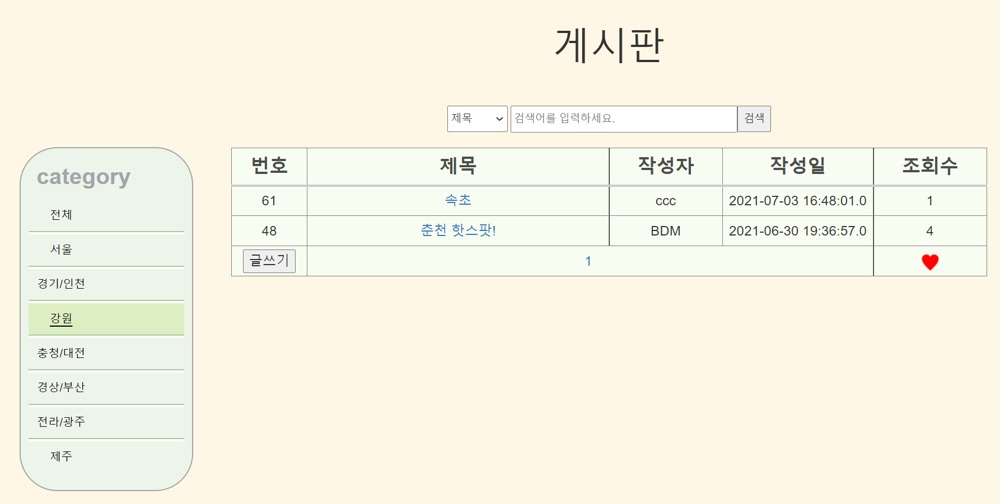 게시판
제목 검색어를 입력하세요. 검색
category
전체
서울
경기/인천
강원
충청/대전
경상/부산
전라/광주
제주
번호 제목 작성자 작성일 조회수
61 속초 ccc 2021-07-03 16:48:01.0 1
48 춘천 핫스팟! BDM 2021-06-30 19:36:57.0 4
글쓰기 1